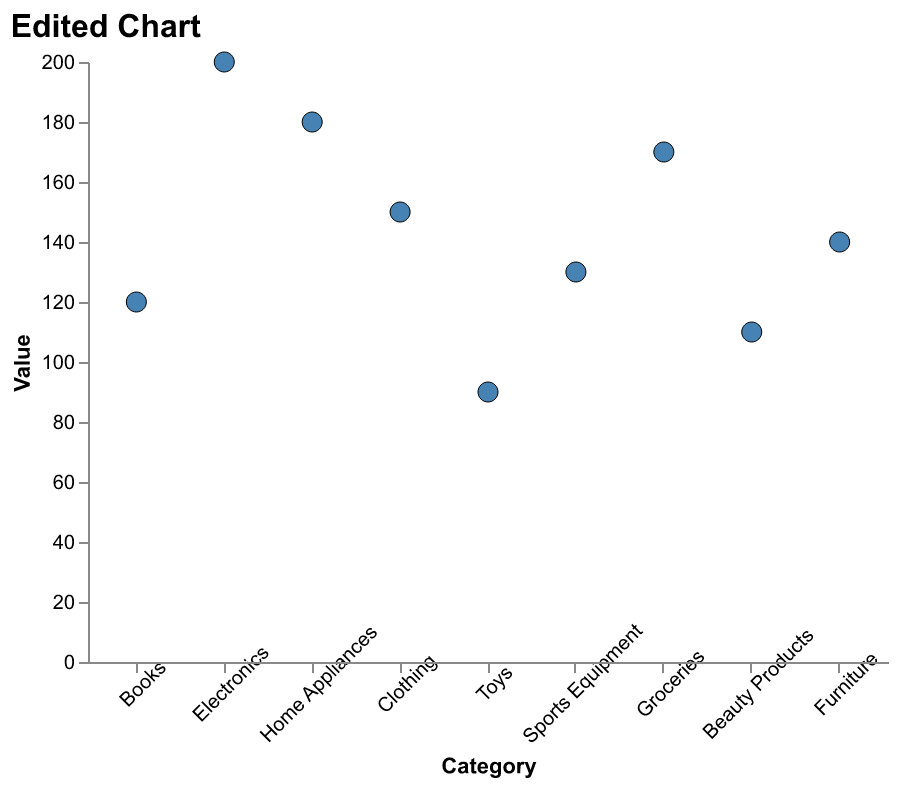 Edited Chart
200
180
160
140
120
100
80
60
40
20
0
Value
Books
Electronics
Home Appliances
Clothing
Toys
Sports Equipment
Groceries
Beauty Products
Furniture
Category